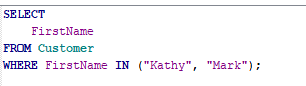 SELECT
FirstName
FROM Customer
WHERE FirstName IN ("Kathy", "Mark");